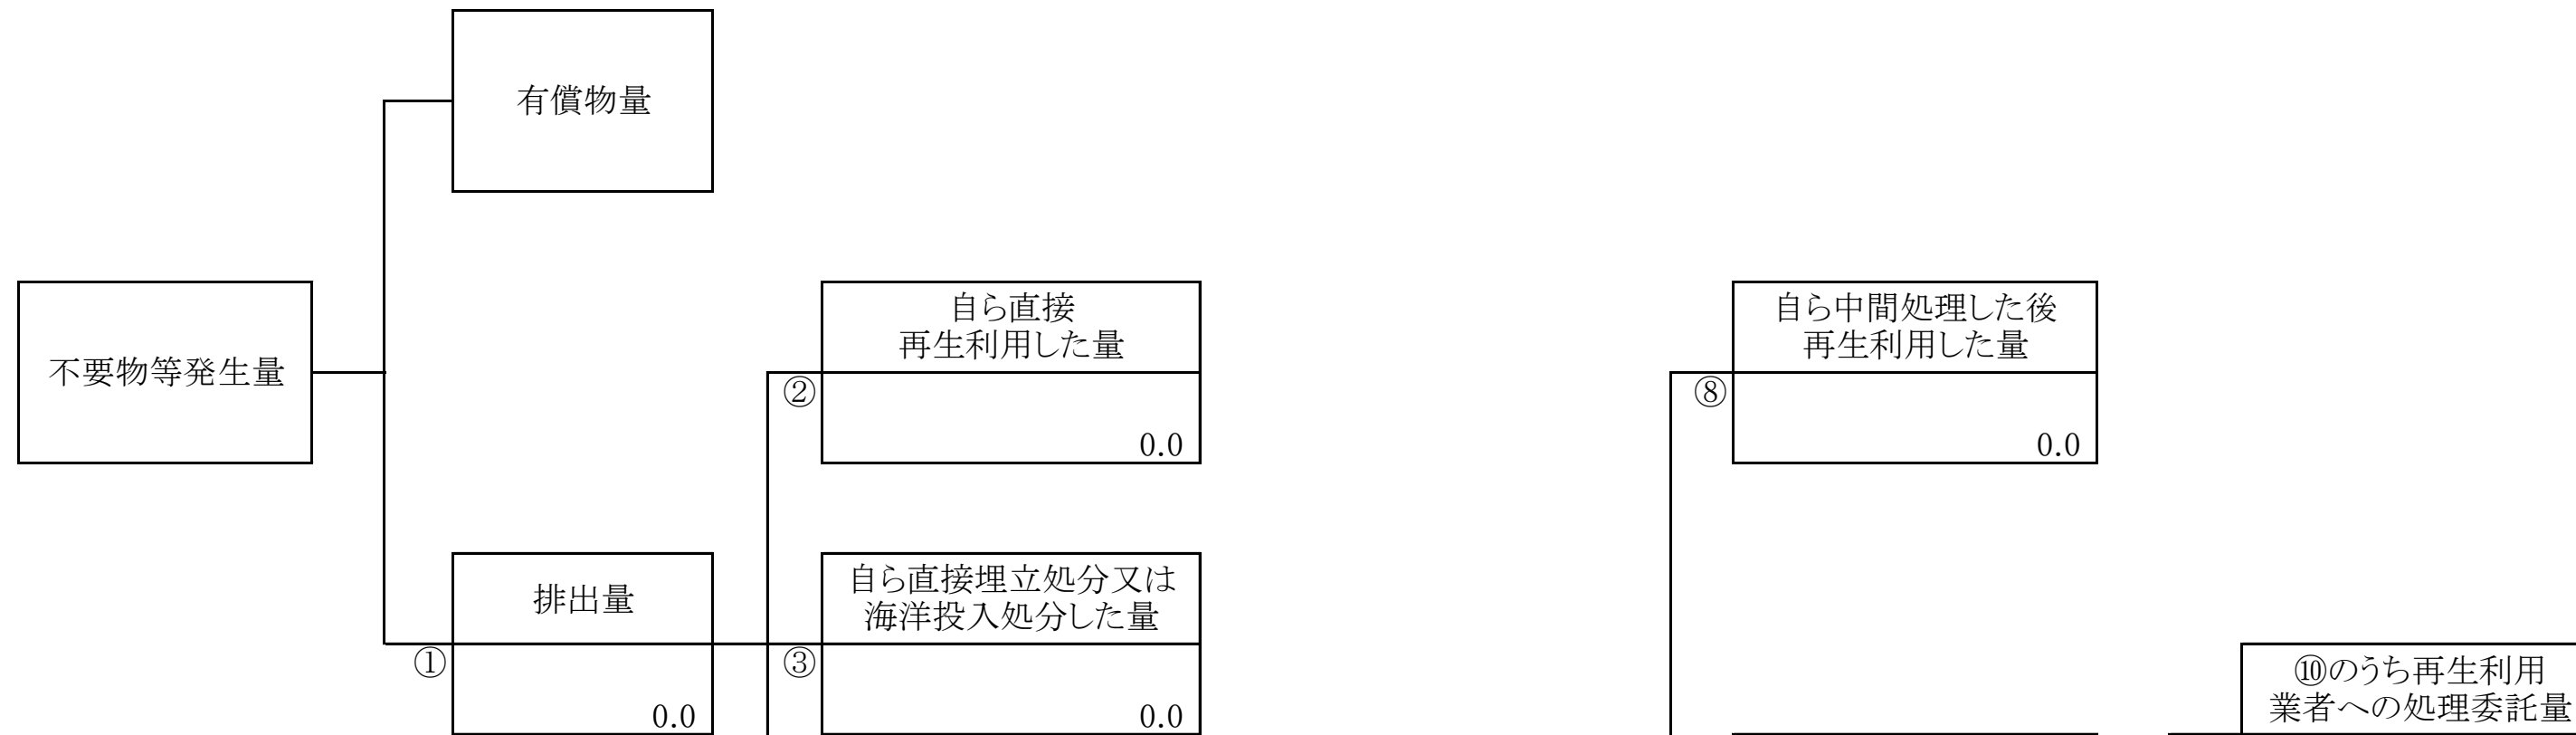 有償物量
不要物等発生量
自ら直接
再生利用した量
②
0.0
自ら中間処理した後
再生利用した量
⑧
0.0
排出量
①
0.0
自ら直接埋立処分又は
海洋投入処分した量
③
0.0
⑩のうち再生利用
業者への処理委託量